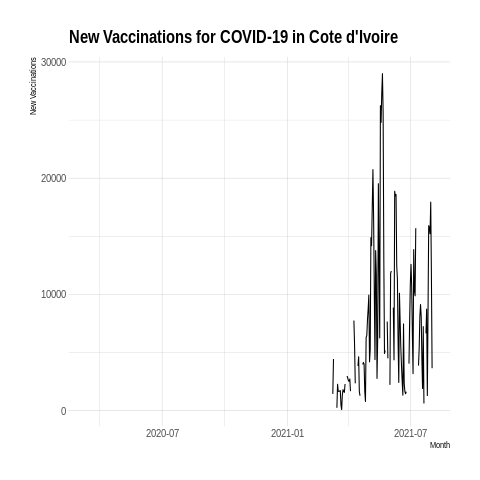 New Vaccinations for COVID-19 in Cote d'Ivoire
New Vaccinations
30000
20000
10000
0
2020-07
2021-01
2021-07
Month